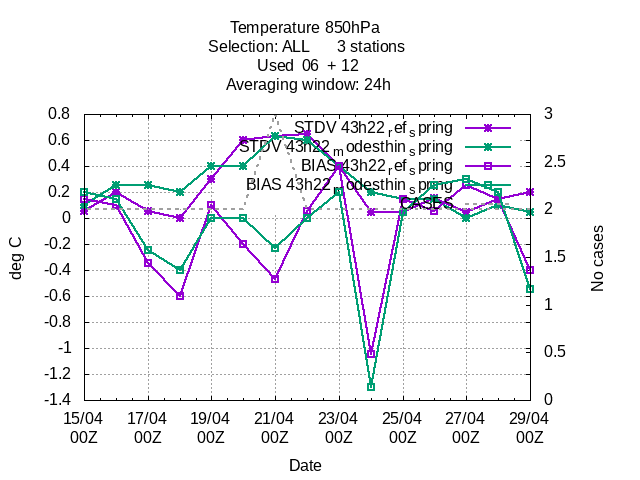 Temperature 850hPa
Selection: ALL 3 stations
Used 06 + 12
Averaging window: 24h
STDV 43h22_ref_spring
STDV 43h22_modesthin_spring
BIAS 43h22_ref_spring
BIAS 43h22_modesthin_spring
CASES
deg C
0.8
0.6
0.4
0.2
0
-0.2
-0.4
-0.6
-0.8
-1
-1.2
-1.4
3
2.5
2
1.5
1
0.5
0
No cases
15/04 17/04 19/04 21/04 23/04 25/04 27/04 29/04
00Z 00Z 00Z 00Z 00Z 00Z 00Z 00Z
Date